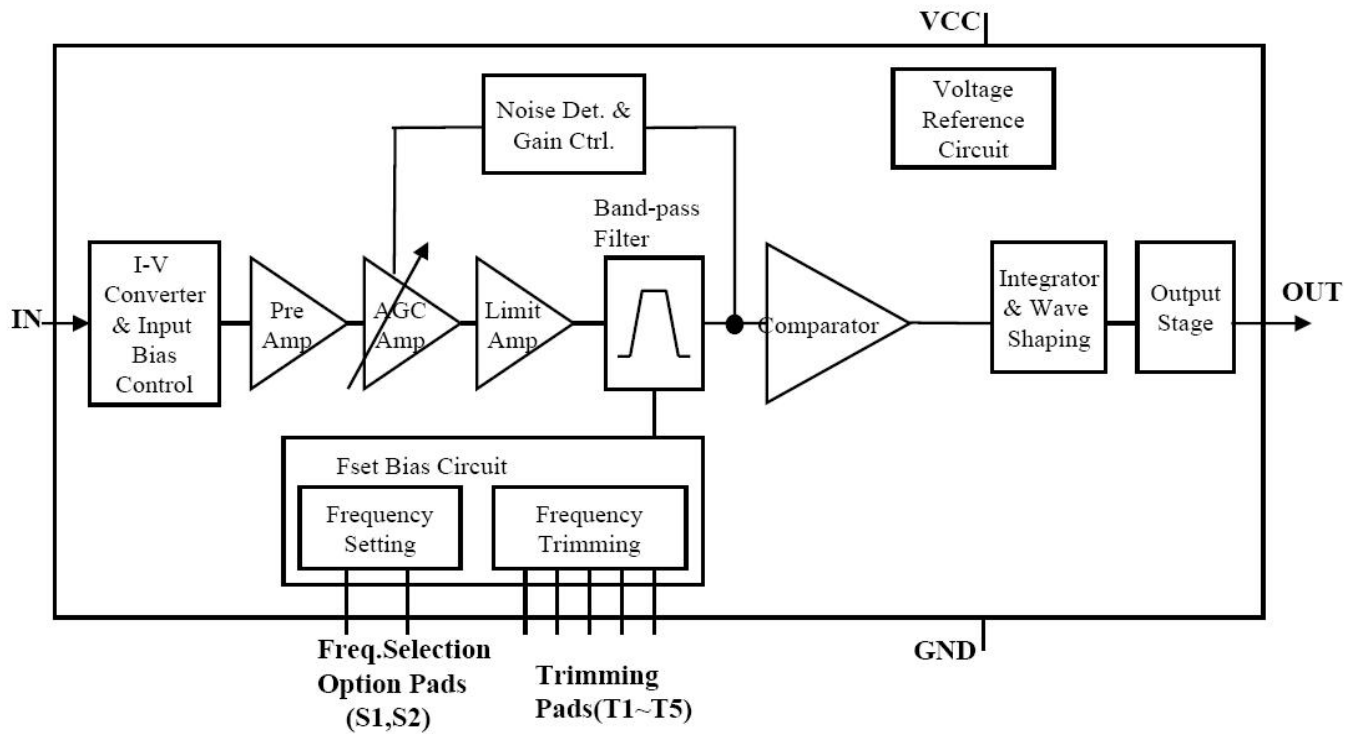 VCC
Voltage
Reference
Circuit
Noise Det. &
Gain Ctrl.
Band-pass
Filter
IN
I-V
Converter
& Input
Bias
Control
Pre
Amp
AGC
Amp
Limit
Amp
Comparator
Integrator
& Wave
Shaping
Output
Stage
OUT
Fset Bias Circuit
Frequency
Setting
Frequency
Trimming
Freq.Selection
Option Pads
(S1,S2)
Trimming
Pads(T1~T5)
GND